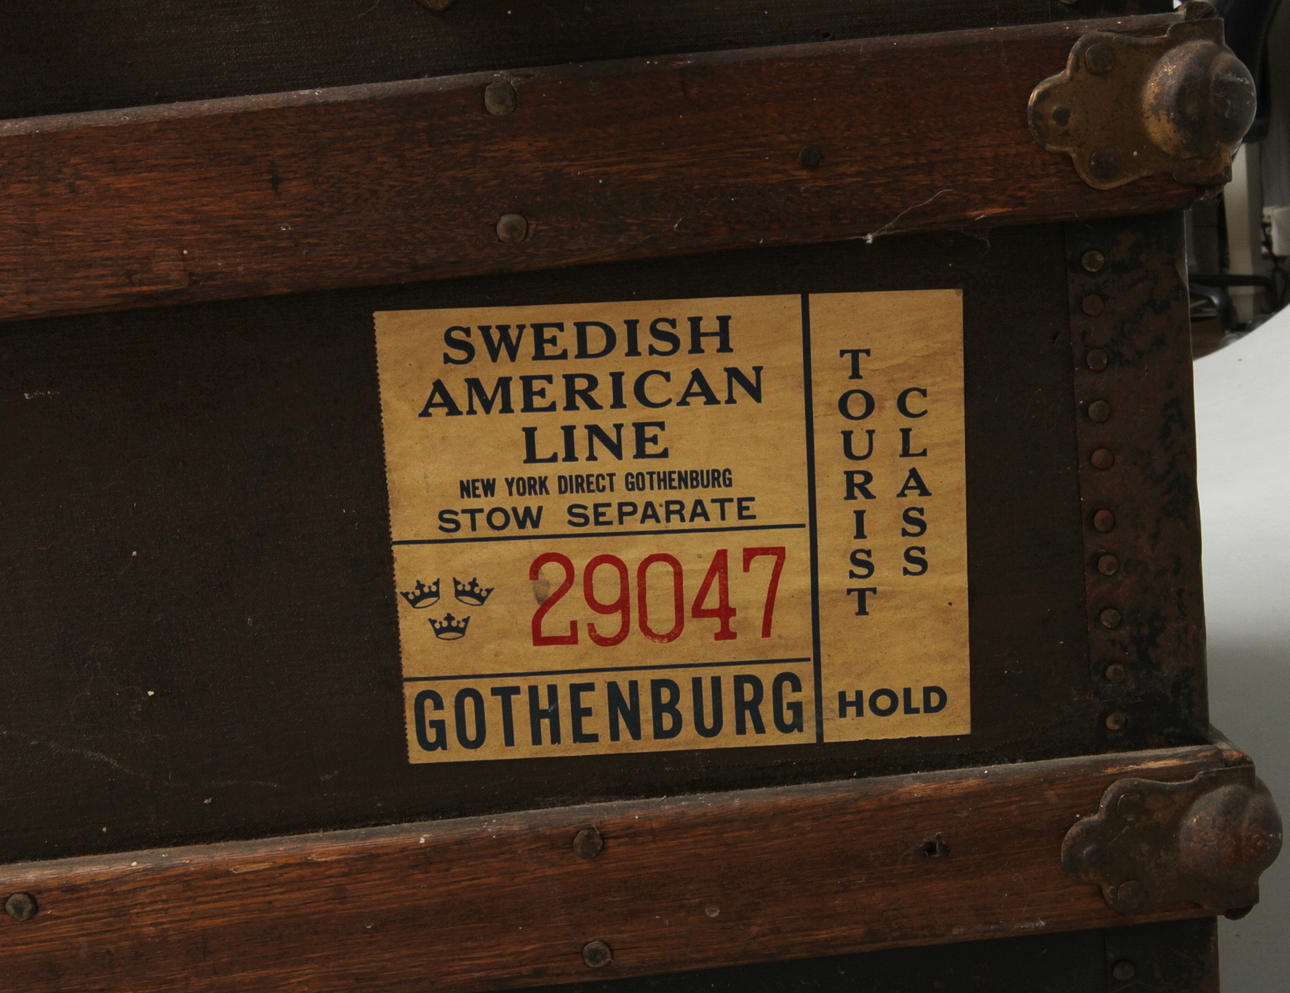 SWEDISH
AMERICAN
LINE
NEW YORK DIRECT GOTHENBURG
STOW SEPARATE
29047
GOTHENBURG
TOURIST
CLASS
HOLD